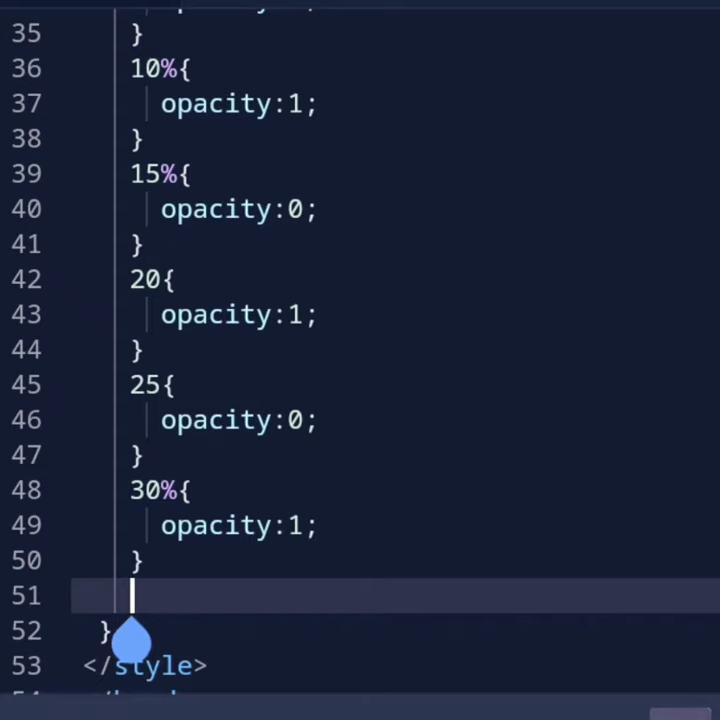 35 }
36 10%{
37 opacity:1;
38 }
39 15%{
40 opacity:0;
41 }
42 20{
43 opacity:1;
44 }
45 25{
46 opacity:0;
47 }
48 30%{
49 opacity:1;
50 }
51
52 }
53 </style>